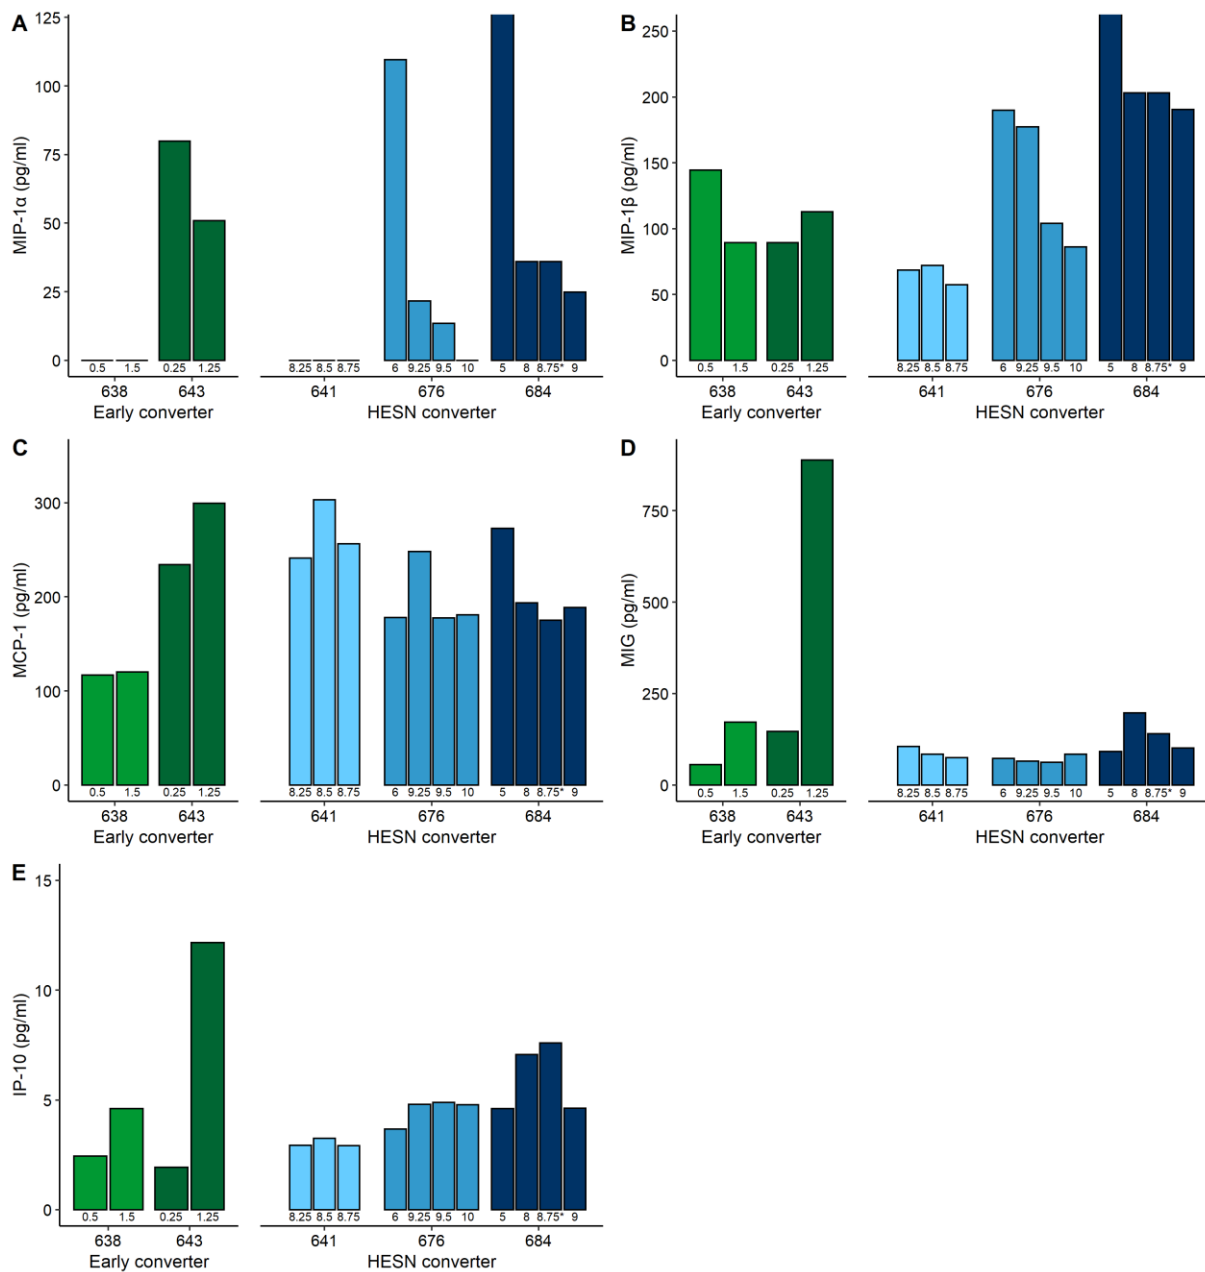 A
MIP-1α (pg/ml)
125
100
75
50
25
0
0.5 1.5 0.25 1.25 8.25 8.5 8.75 6 9.25 9.5 10 5 8 8.75* 9
638 643 641 676 684
Early converter HESN converter
B
MIP-1β (pg/ml)
250
200
150
100
50
0
0.5 1.5 0.25 1.25 8.25 8.5 8.75 6 9.25 9.5 10 5 8 8.75* 9
638 643 641 676 684
Early converter HESN converter
C
MCP-1 (pg/ml)
300
200
100
0
0.5 1.5 0.25 1.25 8.25 8.5 8.75 6 9.25 9.5 10 5 8 8.75* 9
638 643 641 676 684
Early converter HESN converter
D
MIG (pg/ml)
750
500
250
0
0.5 1.5 0.25 1.25 8.25 8.5 8.75 6 9.25 9.5 10 5 8 8.75* 9
638 643 641 676 684
Early converter HESN converter
E
IP-10 (pg/ml)
15
10
5
0
0.5 1.5 0.25 1.25 8.25 8.5 8.75 6 9.25 9.5 10 5 8 8.75* 9
638 643 641 676 684
Early converter HESN converter